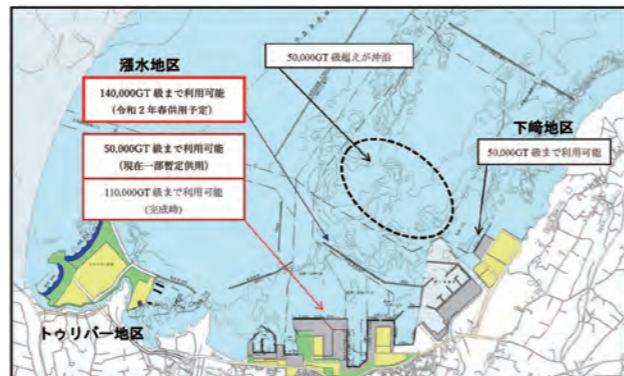 漲水地区
50,000GT 級超えが沖泊
140,000GT 級まで利用可能
(令和2年春供用予定)
下﨑地区
50,000GT 級まで利用可能
50,000GT 級まで利用可能
(現在一部暫定供用)
110,000GT 級まで利用可能
(完成時)
トゥリバー地区